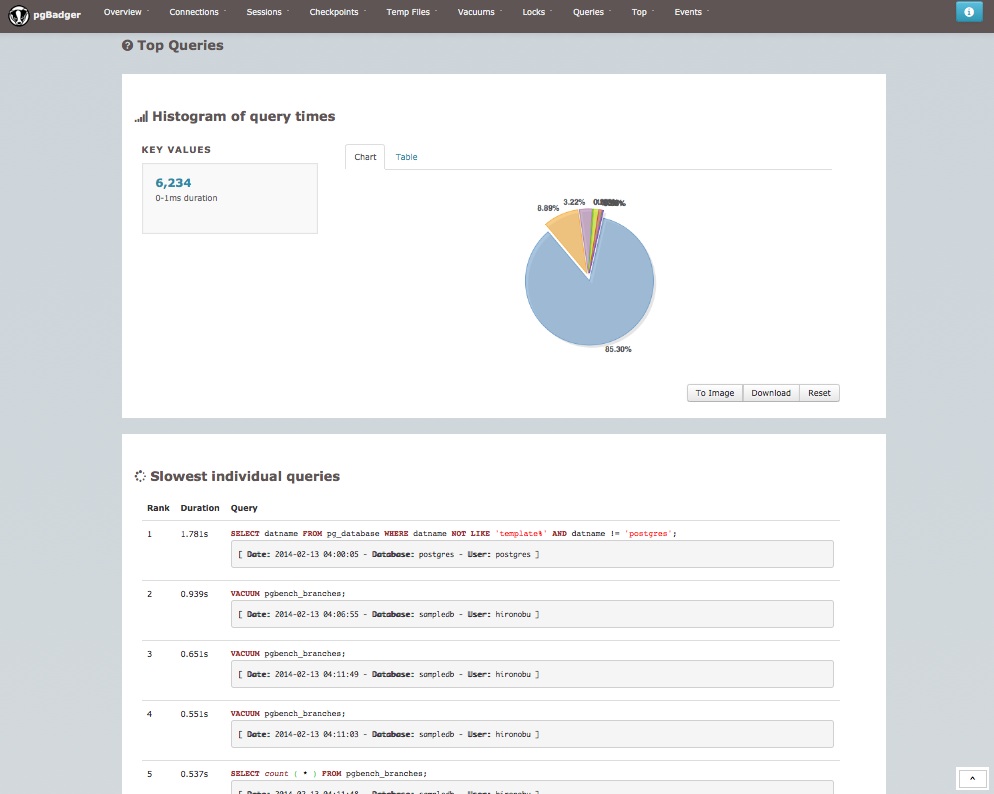 pgBadger Overview Connections Sessions Checkpoints Temp Files Vacuums Locks Queries Top Events
Top Queries
Histogram of query times
KEY VALUES
6,234
0-1ms duration
Chart Table
8.89% 3.22%
85.30%
To Image Download Reset
Slowest individual queries
Rank Duration Query
1 1.781s SELECT datname FROM pg_database WHERE datname NOT LIKE 'template%' AND datname != 'postgres';
[ Date: 2014-02-13 04:00:05 - Database: postgres - User: postgres ]
2 0.939s VACUUM pgbench_branches;
[ Date: 2014-02-13 04:06:55 - Database: sampledb - User: hironobu ]
3 0.651s VACUUM pgbench_branches;
[ Date: 2014-02-13 04:11:49 - Database: sampledb - User: hironobu ]
4 0.551s VACUUM pgbench_branches;
[ Date: 2014-02-13 04:11:03 - Database: sampledb - User: hironobu ]
5 0.537s SELECT count ( * ) FROM pgbench_branches;